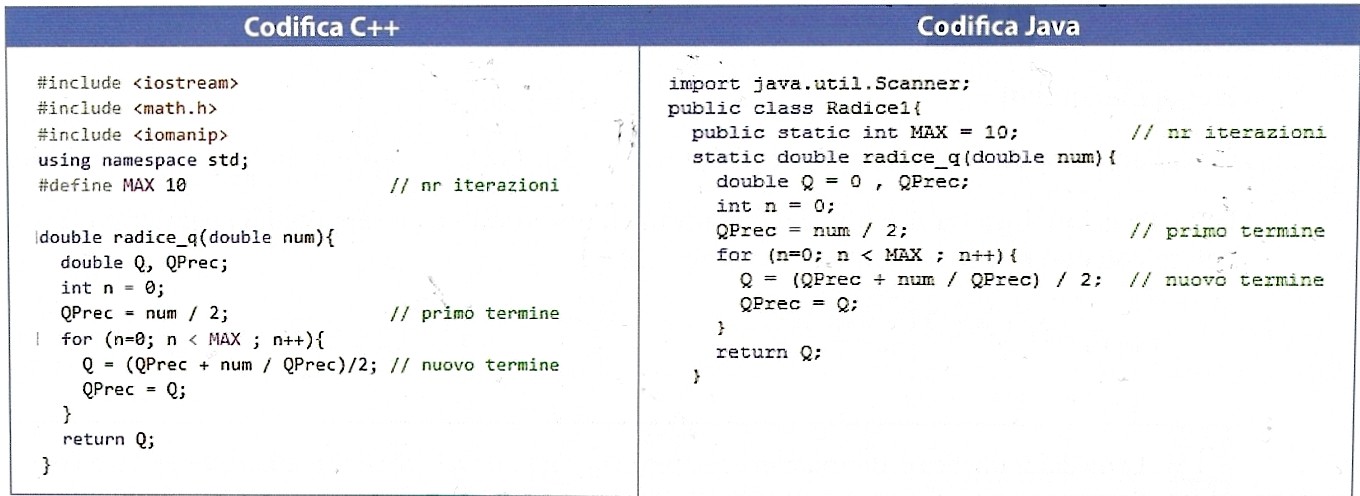 Codifica C++
#include <iostream>
#include <math.h>
#include <iomanip>
using namespace std;
#define MAX 10 // nr iterazioni
double radice_q(double num){
double Q, QPrec;
int n = 0;
QPrec = num / 2; // primo termine
for (n=0; n < MAX ; n++){
Q = (QPrec + num / QPrec)/2; // nuovo termine
QPrec = Q;
}
return Q;
}
Codifica Java
import java.util.Scanner;
public class Radice1{
public static int MAX = 10; // nr iterazioni
static double radice_q(double num){
double Q = 0 , QPrec;
int n = 0;
QPrec = num / 2; // primo termine
for (n=0; n < MAX ; n++){
Q = (QPrec + num / QPrec) / 2; // nuovo termine
QPrec = Q;
}
return Q;
}